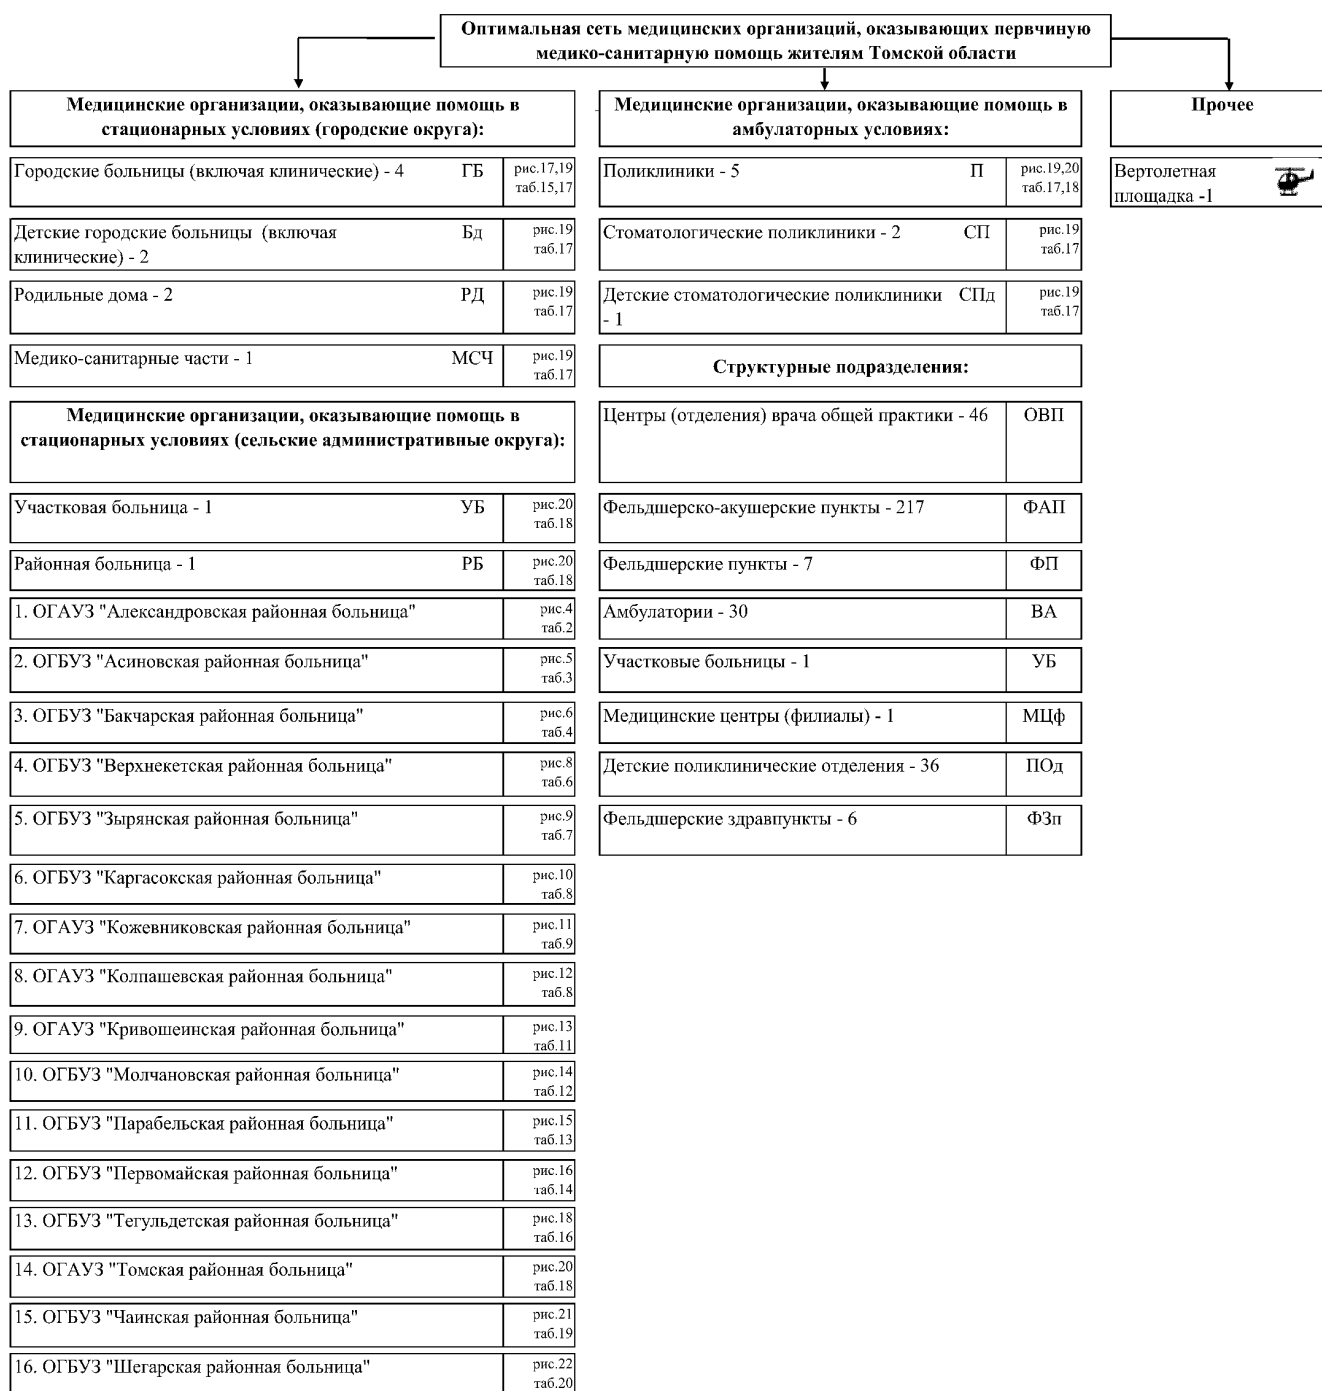 Оптимальная сеть медицинских организаций, оказывающих первчиную
медико-санитарную помощь жителям Томской области
Медицинские организации, оказывающие помощь в
стационарных условиях (городские округа):
Городские больницы (включая клинические) - 4 ГБ рис.17,19
таб.15,17
Детские городские больницы (включая Бд рис.19
клинические) - 2 таб.17
Родильные дома - 2 РД рис.19
таб.17
Медико-санитарные части - 1 МСЧ рис.19
таб.17
Медицинские организации, оказывающие помощь в
стационарных условиях (сельские административные округа):
Участковая больница - 1 УБ рис.20
таб.18
Районная больница - 1 РБ рис.20
таб.18
1. ОГАУЗ "Александровская районная больница" рис.4
таб.2
2. ОГБУЗ "Асиновская районная больница" рис.5
таб.3
3. ОГБУЗ "Бакчарская районная больница" рис.6
таб.4
4. ОГБУЗ "Верхнекетская районная больница" рис.8
таб.6
5. ОГБУЗ "Зырянская районная больница" рис.9
таб.7
6. ОГБУЗ "Каргасокская районная больница" рис.10
таб.8
7. ОГАУЗ "Кожевниковская районная больница" рис.11
таб.9
8. ОГАУЗ "Колпашевская районная больница" рис.12
таб.8
9. ОГАУЗ "Кривошеинская районная больница" рис.13
таб.11
10. ОГБУЗ "Молчановская районная больница" рис.14
таб.12
11. ОГБУЗ "Парабельская районная больница" рис.15
таб.13
12. ОГБУЗ "Первомайская районная больница" рис.16
таб.14
13. ОГБУЗ "Тегульдетская районная больница" рис.18
таб.16
14. ОГАУЗ "Томская районная больница" рис.20
таб.18
15. ОГБУЗ "Чаинская районная больница" рис.21
таб.19
16. ОГБУЗ "Шегарская районная больница" рис.22
таб.20
Медицинские организации, оказывающие помощь в
амбулаторных условиях:
Поликлиники - 5 П рис.19,20
таб.17,18
Стоматологические поликлиники - 2 СП рис.19
таб.17
Детские стоматологические поликлиники СПд рис.19
- 1 таб.17
Структурные подразделения:
Центры (отделения) врача общей практики - 46 ОВП
Фельдшерско-акушерские пункты - 217 ФАП
Фельдшерские пункты - 7 ФП
Амбулатории - 30 ВА
Участковые больницы - 1 УБ
Медицинские центры (филиалы) - 1 МЦф
Детские поликлинические отделения - 36 ПОд
Фельдшерские здравпункты - 6 ФЗп
Прочее
Вертолетная
площадка -1